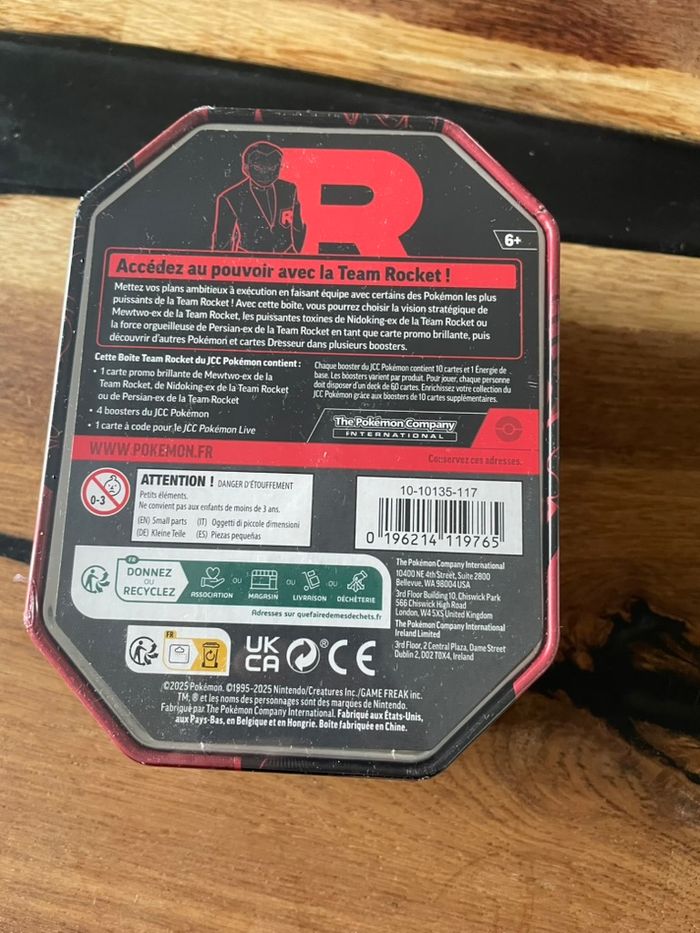 R
6+
Accédez au pouvoir avec la Team Rocket !
Mettez vos plans ambitieux à exécution en faisant équipe avec certains des Pokémon les plus
puissants de la Team Rocket ! Avec cette boîte, vous pourrez choisir la vision stratégique de
Mewtwo-ex de la Team Rocket, les puissantes toxines de Nidoking-ex de la Team Rocket ou
la force orgueilleuse de Persian-ex de la Team Rocket en tant que carte promo brillante, puis
découvrir d'autres Pokémon et cartes Dresseur dans plusieurs boosters.
Cette Boîte Team Rocket du JCC Pokémon contient :
• 1 carte promo brillante de Mewtwo-ex de la
Team Rocket, de Nidoking-ex de la Team Rocket
ou de Persian-ex de la Team Rocket
• 4 boosters du JCC Pokémon
• 1 carte à code pour le JCC Pokémon Live
Chaque booster du JCC Pokémon contient 10 cartes et 1 Énergie de
base. Les boosters varient par produit. Pour jouer, chaque personne
doit disposer d'un deck de 60 cartes. Enrichissez votre collection du
JCC Pokémon grâce aux boosters de 10 cartes supplémentaires.
The Pokémon Company
INTERNATIONAL
WWW.POKEMON.FR
Conservez ces adresses.
0-3
ATTENTION ! DANGER D'ÉTOUFFEMENT
Petits éléments.
Ne convient pas aux enfants de moins de 3 ans.
(EN) Small parts (IT) Oggetti di piccole dimensioni
(DE) Kleine Teile (ES) Piezas pequeñas
10-10135-117
0 196214 119765
FR
DONNEZ
OU
RECYCLEZ
ASSOCIATION
OU
MAGASIN
OU
LIVRAISON
OU
DÉCHÈTERIE
Adresses sur quefairedemesdechets.fr
The Pokémon Company International
10400 NE 4th Street, Suite 2800
Bellevue, WA 98004 USA
3rd Floor Building 10, Chiswick Park
566 Chiswick High Road
London, W4 5XS United Kingdom
The Pokémon Company International
Ireland Limited
3rd Floor, 2 Central Plaza, Dame Street
Dublin 2, D02 T0X4, Ireland
FR
UK
CA
CE
©2025 Pokémon. ©1995-2025 Nintendo/Creatures Inc./GAME FREAK inc.
TM, ® et les noms des personnages sont des marques de Nintendo.
Fabriqué par The Pokémon Company International. Fabriqué aux États-Unis,
aux Pays-Bas, en Belgique et en Hongrie. Boîte fabriquée en Chine.